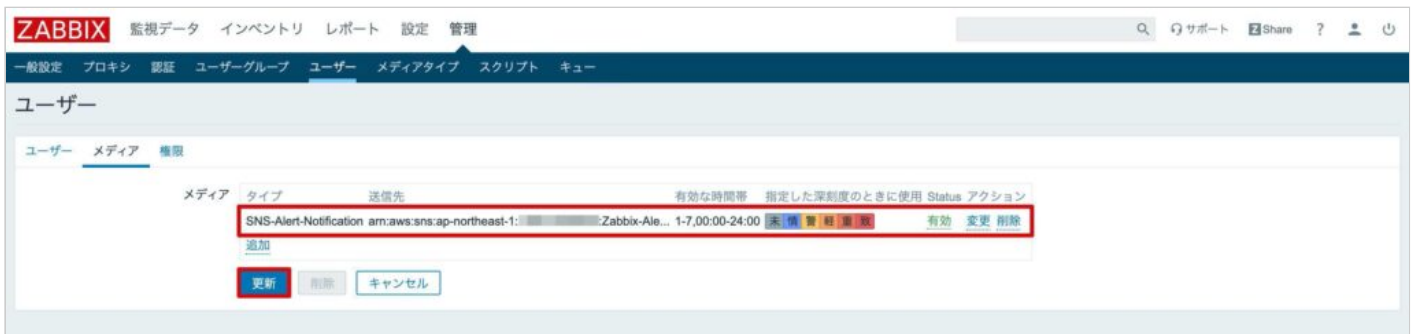 ZABBIX 監視データ インベントリ レポート 設定 管理 サポート Z Share ?
一般設定 プロキシ 認証 ユーザーグループ ユーザー メディアタイプ スクリプト キュー
ユーザー
ユーザー メディア 権限
メディア タイプ 送信先 有効な時間帯 指定した深刻度のときに使用 Status アクション
SNS-Alert-Notification arn:aws:sns:ap-northeast-1: :Zabbix-Ale... 1-7,00:00-24:00 未 情 警 軽 重 致 有効 変更 削除
追加
更新 削除 キャンセル